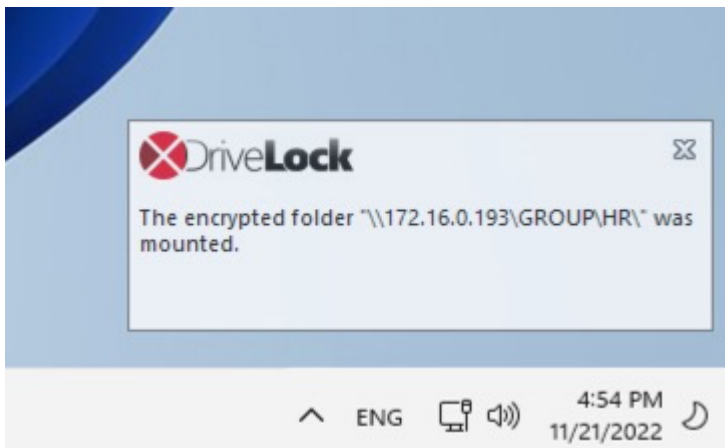 DriveLock
The encrypted folder "\\172.16.0.193\GROUP\HR\" was
mounted.
ENG
4:54 PM
11/21/2022